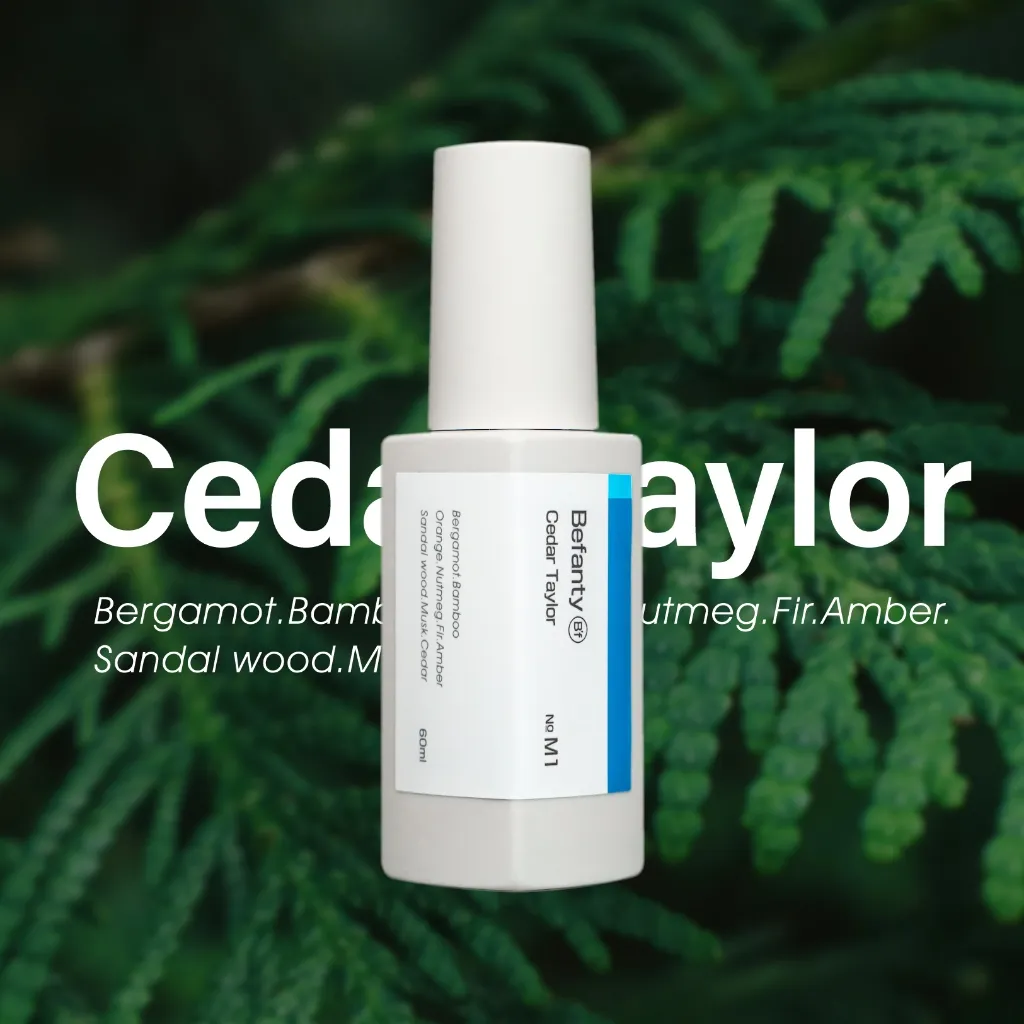 Ceda aylor
Bergamot.Bamb utmeg.Fir.Amber.
Sandal wood.M
Befanty Bf
Cedar Taylor
No M1
Bergamot.Bamboo
Orange.Nutmeg.Fir.Amber
Sandal wood.Musk.Cedar
60ml